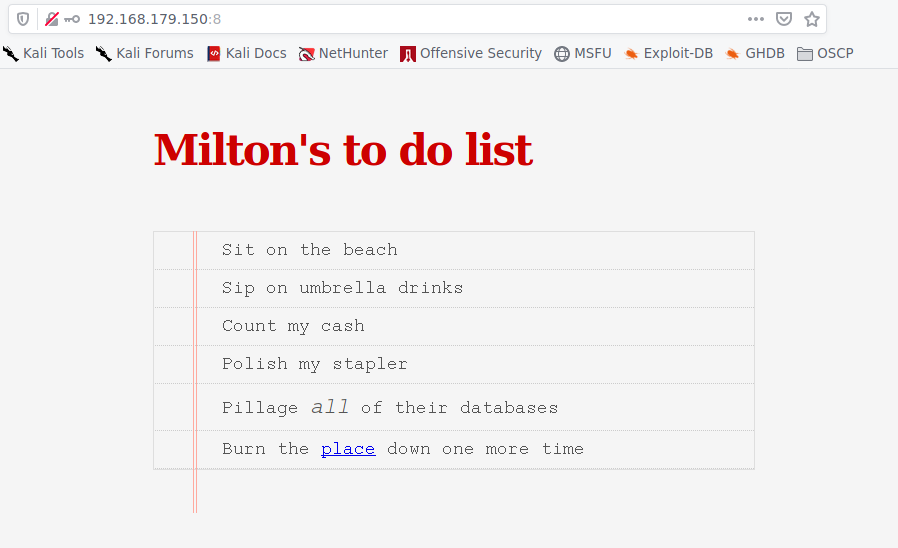 192.168.179.150:8
Kali Tools Kali Forums Kali Docs NetHunter Offensive Security MSFU Exploit-DB GHDB OSCP
Milton's to do list
Sit on the beach
Sip on umbrella drinks
Count my cash
Polish my stapler
Pillage all of their databases
Burn the place down one more time